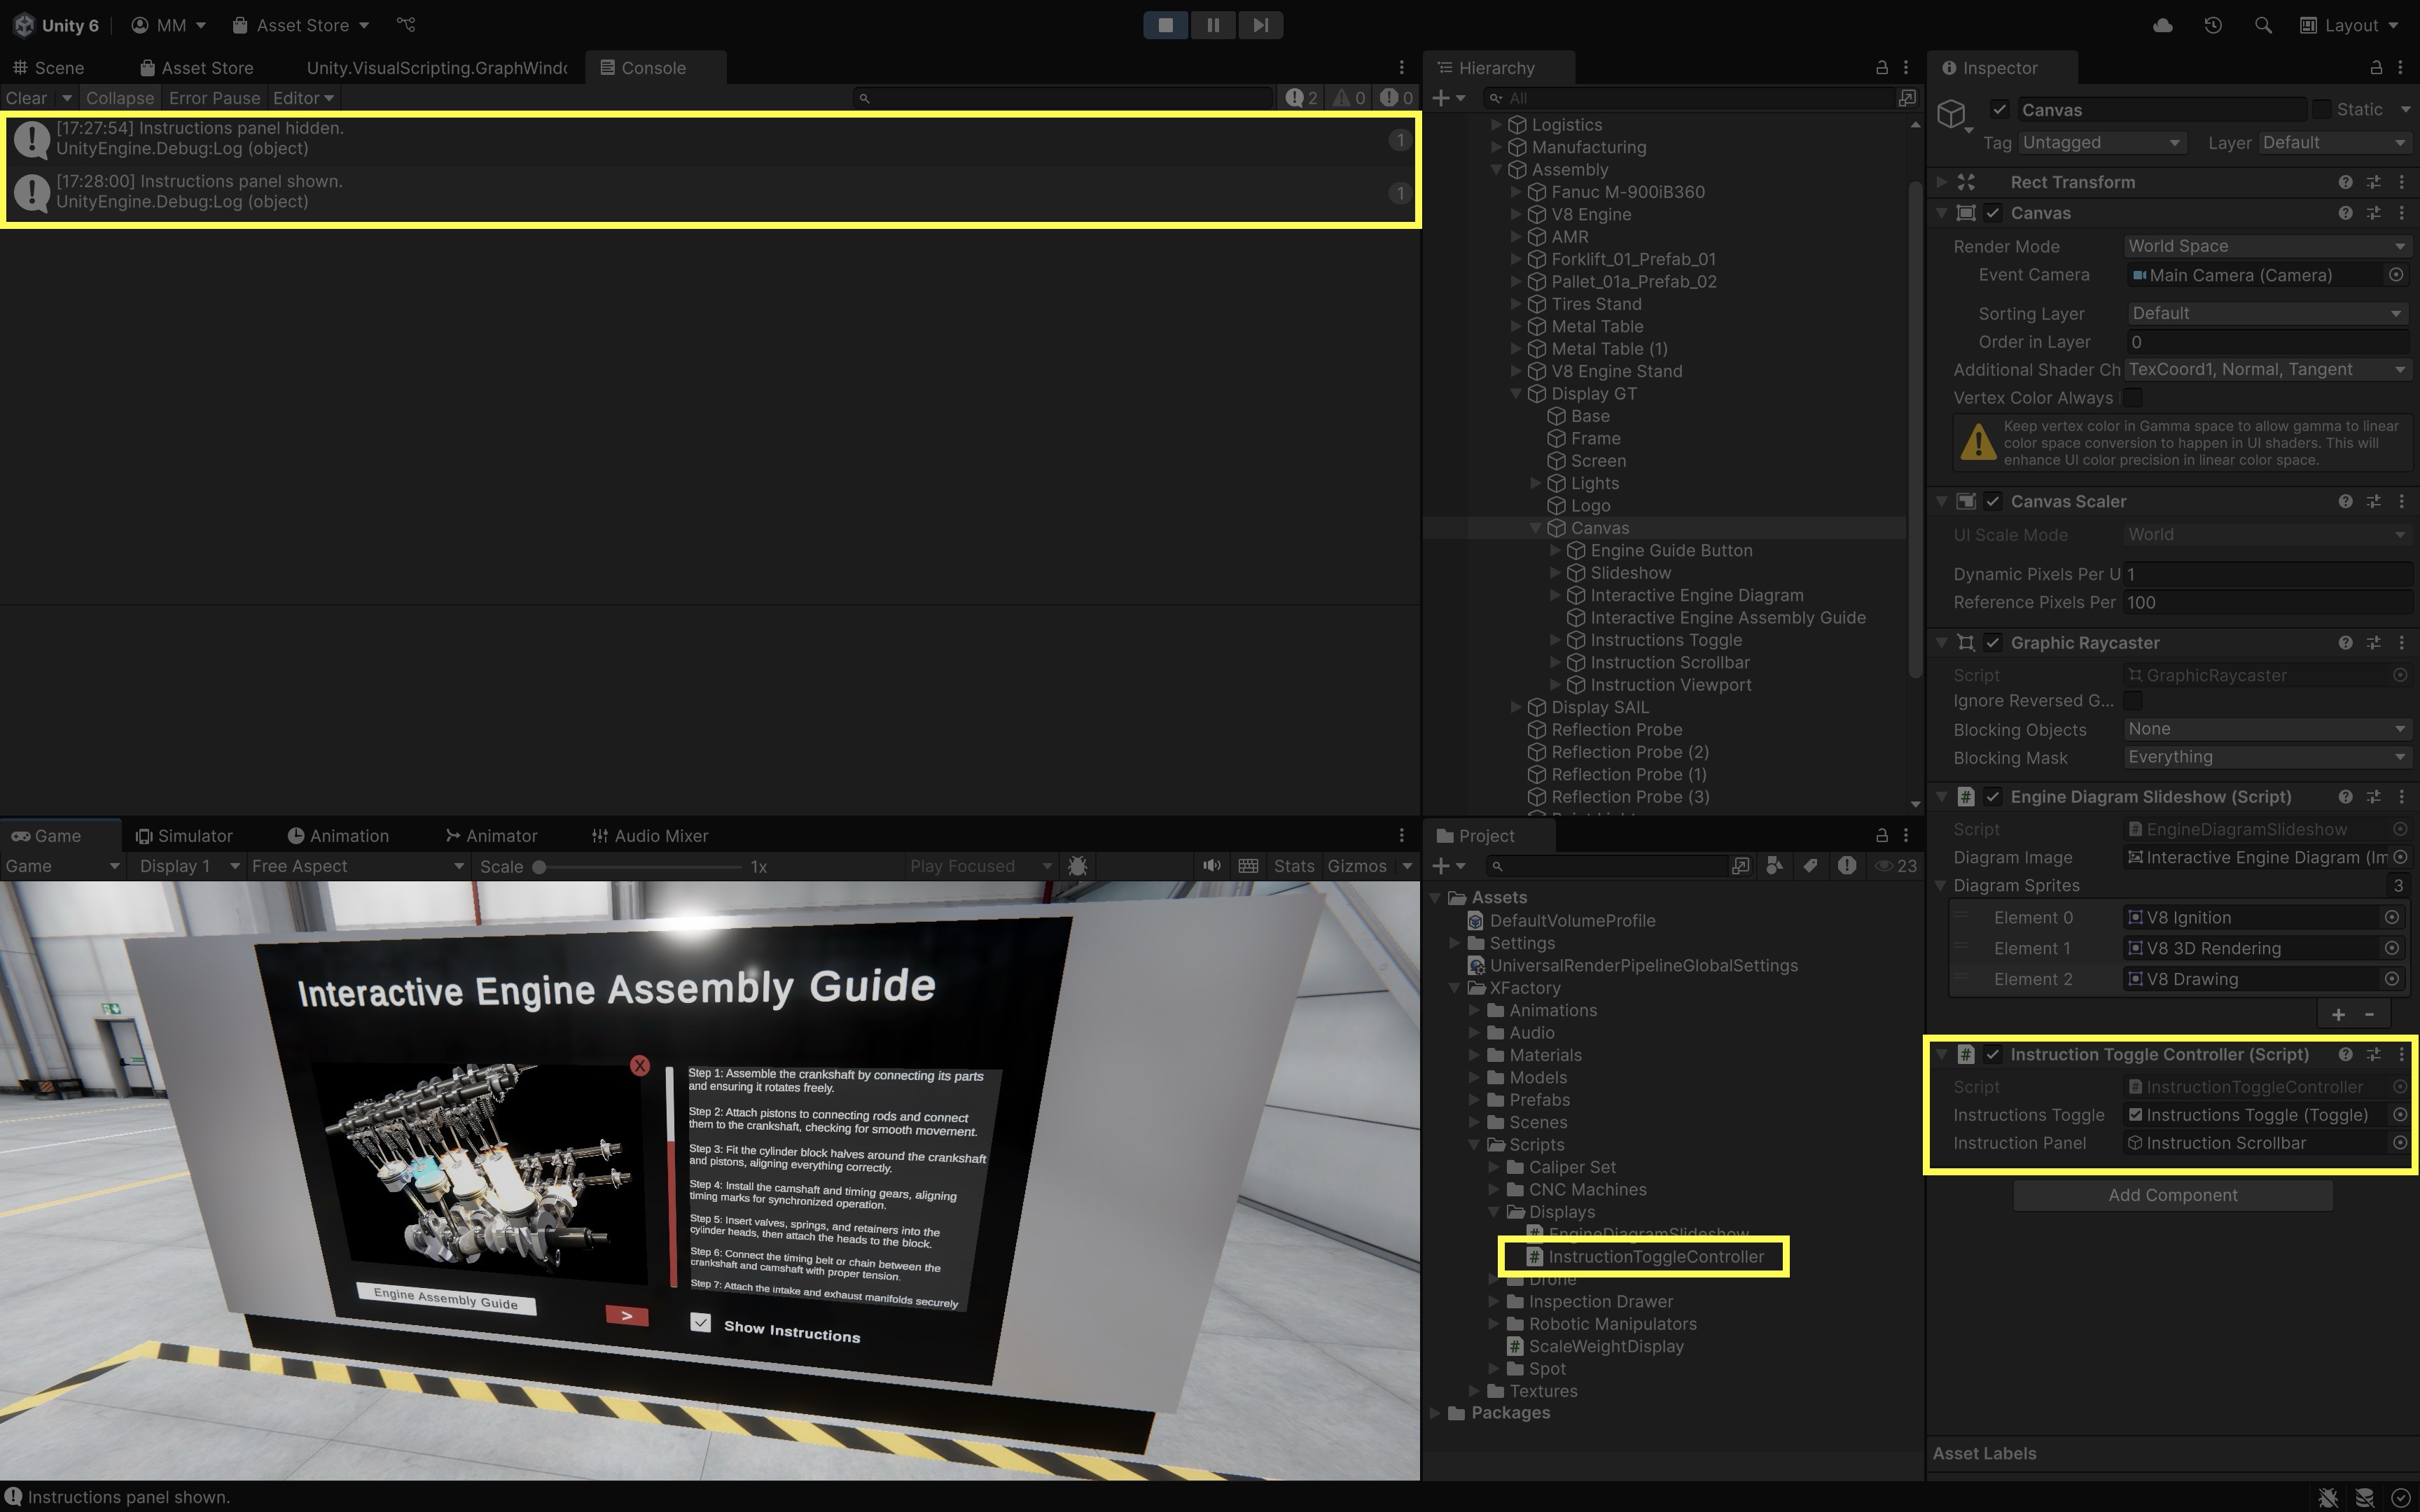 Unity 6
MM
Asset Store
Layout
Scene
Asset Store
Unity.VisualScripting.GraphWindo
Console
Clear
Collapse
Error Pause
Editor
2
0
0
[17:27:54] Instructions panel hidden.
UnityEngine.Debug:Log (object)
1
[17:28:00] Instructions panel shown.
UnityEngine.Debug:Log (object)
1
Hierarchy
All
Logistics
Manufacturing
Assembly
Fanuc M-900iB360
V8 Engine
AMR
Forklift_01_Prefab_01
Pallet_01a_Prefab_02
Tires Stand
Metal Table
Metal Table (1)
V8 Engine Stand
Display GT
Base
Frame
Screen
Lights
Logo
Canvas
Engine Guide Button
Slideshow
Interactive Engine Diagram
Interactive Engine Assembly Guide
Instructions Toggle
Instruction Scrollbar
Instruction Viewport
Display SAIL
Reflection Probe
Reflection Probe (2)
Reflection Probe (1)
Reflection Probe (3)
Inspector
Canvas
Static
Tag Untagged
Layer Default
Rect Transform
Canvas
Render Mode World Space
Event Camera Main Camera (Camera)
Sorting Layer Default
Order in Layer 0
Additional Shader Ch TexCoord1, Normal, Tangent
Vertex Color Always
Keep vertex color in Gamma space to allow gamma to linear
color space conversion to happen in UI shaders. This will
enhance UI color precision in linear color space.
Canvas Scaler
UI Scale Mode World
Dynamic Pixels Per U 1
Reference Pixels Per 100
Graphic Raycaster
Script GraphicRaycaster
Ignore Reversed G...
Blocking Objects None
Blocking Mask Everything
Engine Diagram Slideshow (Script)
Script EngineDiagramSlideshow
Diagram Image Interactive Engine Diagram (Im
Diagram Sprites 3
Element 0 V8 Ignition
Element 1 V8 3D Rendering
Element 2 V8 Drawing
+ -
Instruction Toggle Controller (Script)
Script InstructionToggleController
Instructions Toggle Instructions Toggle (Toggle)
Instruction Panel Instruction Scrollbar
Add Component
Asset Labels
Game
Simulator
Animation
Animator
Audio Mixer
Game
Display 1
Free Aspect
Scale 1x
Play Focused
Stats
Gizmos
Interactive Engine Assembly Guide
X
Step 1: Assemble the crankshaft by connecting its parts
and ensuring it rotates freely.
Step 2: Attach pistons to connecting rods and connect
them to the crankshaft, checking for smooth movement.
Step 3: Fit the cylinder block halves around the crankshaft
and pistons, aligning everything correctly.
Step 4: Install the camshaft and timing gears, aligning
timing marks for synchronized operation.
Step 5: Insert valves, springs, and retainers into the
cylinder heads, then attach the heads to the block.
Step 6: Connect the timing belt or chain between the
crankshaft and camshaft with proper tension.
Step 7: Attach the intake and exhaust manifolds securely
Engine Assembly Guide
>
Show Instructions
Project
23
Assets
DefaultVolumeProfile
Settings
UniversalRenderPipelineGlobalSettings
XFactory
Animations
Audio
Materials
Models
Prefabs
Scenes
Scripts
Caliper Set
CNC Machines
Displays
EngineDiagramSlideshow
InstructionToggleController
Drone
Inspection Drawer
Robotic Manipulators
ScaleWeightDisplay
Spot
Textures
Packages
Instructions panel shown.